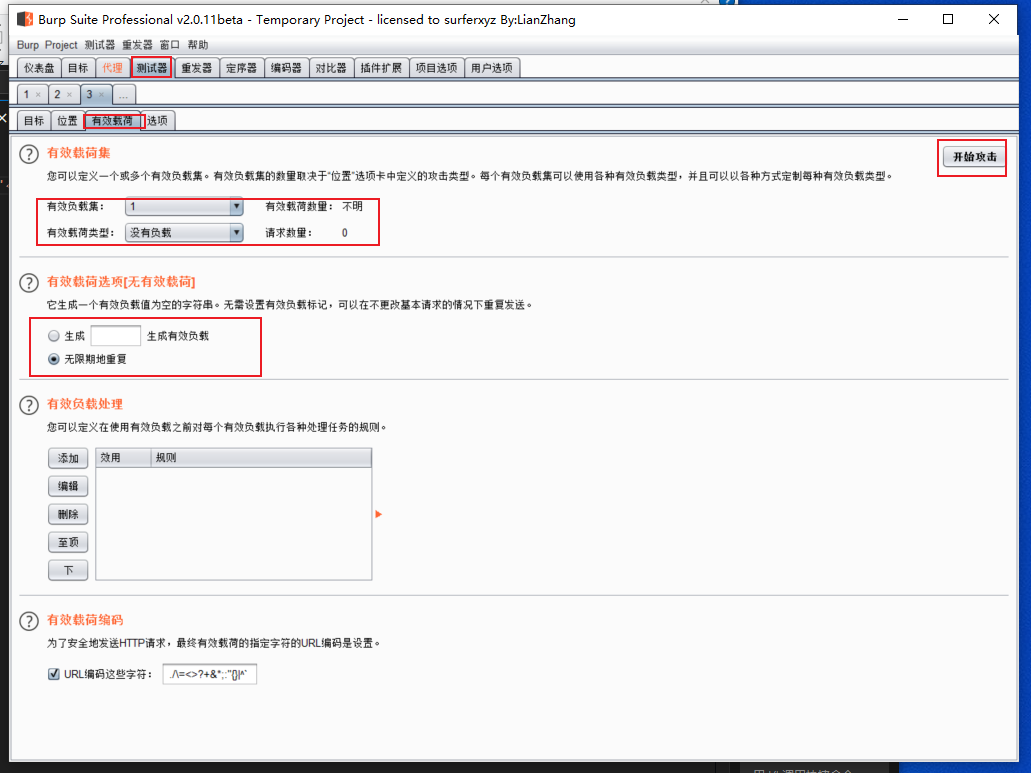 Burp Suite Professional v2.0.11beta - Temporary Project - licensed to surferxyz By:LianZhang
Burp Project 测试器 重发器 窗口 帮助
仪表盘 目标 代理 测试器 重发器 定序器 编码器 对比器 插件扩展 项目选项 用户选项
1 × 2 × 3 × ...
目标 位置 有效载荷 选项
有效载荷集
开始攻击
您可以定义一个或多个有效负载集。有效负载集的数量取决于“位置”选项卡中定义的攻击类型。每个有效负载集可以使用各种有效负载类型，并且可以以各种方式定制每种有效负载类型。
有效负载集： 1 有效载荷数量： 不明
有效载荷类型： 没有负载 请求数量： 0
有效载荷选项[无有效载荷]
它生成一个有效负载值为空的字符串。无需设置有效负载标记，可以在不更改基本请求的情况下重复发送。
生成 生成有效负载
无限期地重复
有效负载处理
您可以定义在使用有效负载之前对每个有效负载执行各种处理任务的规则。
添加 效用 规则
编辑
删除
至顶
下
有效载荷编码
为了安全地发送HTTP请求，最终有效载荷的指定字符的URL编码是设置。
URL编码这些字符： ./\=<>?+&*;:"{}|^`